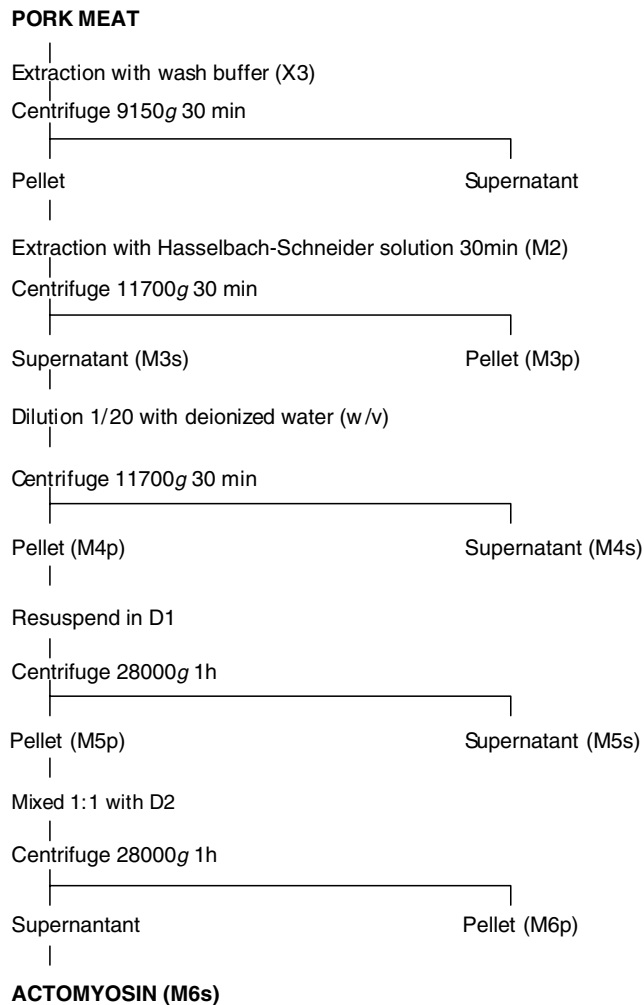 PORK MEAT
Extraction with wash buffer (X3)
Centrifuge 9150g 30 min
Pellet Supernatant
Extraction with Hasselbach-Schneider solution 30min (M2)
Centrifuge 11700g 30 min
Supernatant (M3s) Pellet (M3p)
Dilution 1/20 with deionized water (w/v)
Centrifuge 11700g 30 min
Pellet (M4p) Supernatant (M4s)
Resuspend in D1
Centrifuge 28000g 1h
Pellet (M5p) Supernatant (M5s)
Mixed 1:1 with D2
Centrifuge 28000g 1h
Supernantant Pellet (M6p)
ACTOMYOSIN (M6s)